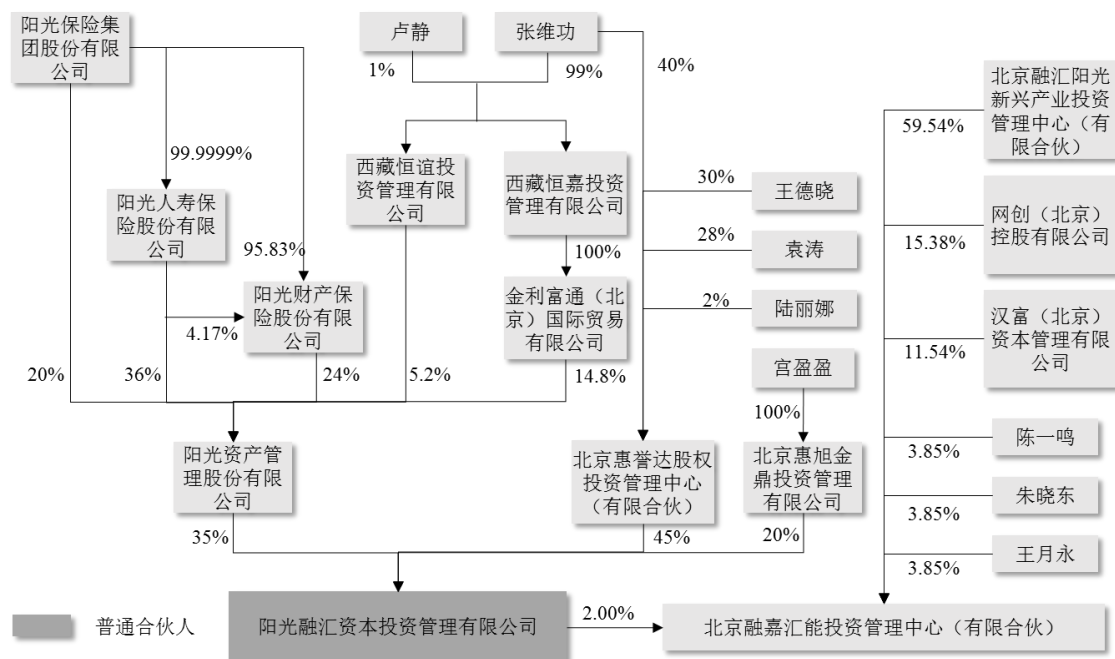 阳光保险集
团股份有限
公司
卢静
张维功
1%
99%
40%
北京融汇阳光
新兴产业投资
管理中心（有
限合伙）
59.54%
99.9999%
阳光人寿保
险股份有限
公司
西藏恒谊投
资管理有限
公司
西藏恒嘉投资
管理有限公司
30%
王德晓
网创（北京）
控股有限公司
15.38%
95.83%
100%
28%
袁涛
阳光财产保
险股份有限
公司
4.17%
金利富通（北
京）国际贸易
有限公司
2%
陆丽娜
汉富（北京）
资本管理有限
公司
11.54%
20%
36%
24%
5.2%
14.8%
宫盈盈
100%
阳光资产管
理股份有限
公司
北京惠誉达股权
投资管理中心
（有限合伙）
北京惠旭金
鼎投资管理
有限公司
陈一鸣
3.85%
朱晓东
3.85%
35%
45%
20%
王月永
3.85%
普通合伙人
阳光融汇资本投资管理有限公司
2.00%
北京融嘉汇能投资管理中心（有限合伙）